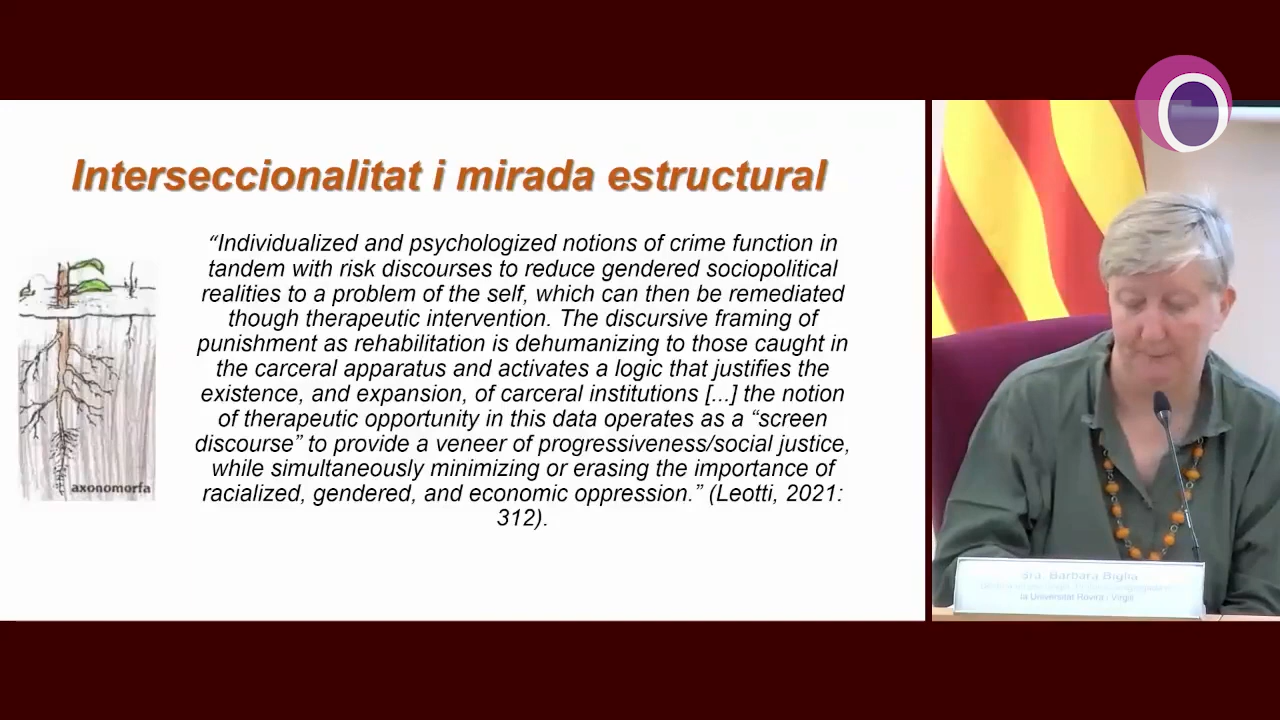 Interseccionalitat i mirada estructural
“Individualized and psychologized notions of crime function in
tandem with risk discourses to reduce gendered sociopolitical
realities to a problem of the self, which can then be remediated
though therapeutic intervention. The discursive framing of
punishment as rehabilitation is dehumanizing to those caught in
the carceral apparatus and activates a logic that justifies the
existence, and expansion, of carceral institutions [...] the notion
of therapeutic opportunity in this data operates as a “screen
discourse” to provide a veneer of progressiveness/social justice,
while simultaneously minimizing or erasing the importance of
racialized, gendered, and economic oppression.” (Leotti, 2021:
312).
axonomorfa
Sra. Barbara Biglia
la Universitat Rovira i Virgili